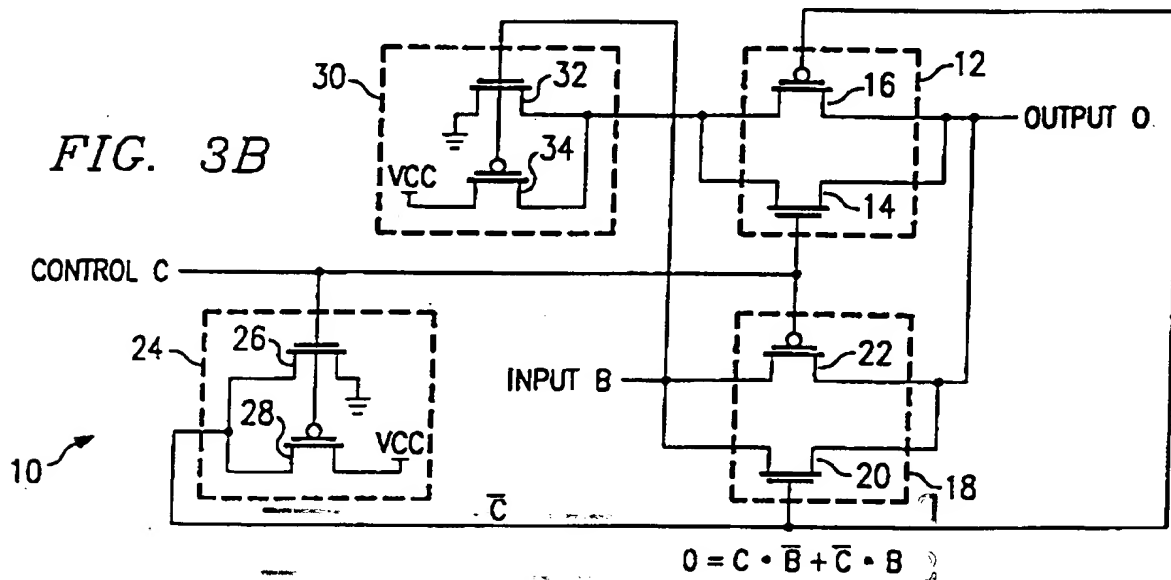 30
32
16
12
OUTPUT O
FIG. 3B
34
VCC
14
CONTROL C
24
26
22
INPUT B
28
VCC
10
20
18
C̅
O = C • B̅ + C̅ • B